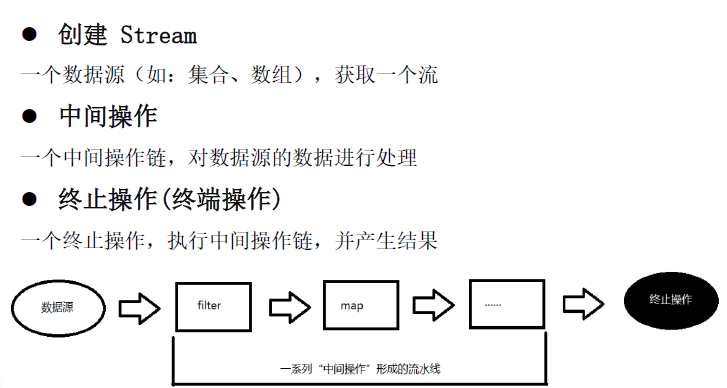 ● 创建 Stream
一个数据源（如：集合、数组），获取一个流
● 中间操作
一个中间操作链，对数据源的数据进行处理
● 终止操作(终端操作)
一个终止操作，执行中间操作链，并产生结果
数据源 filter map ...... 终止操作
一系列“中间操作”形成的流水线